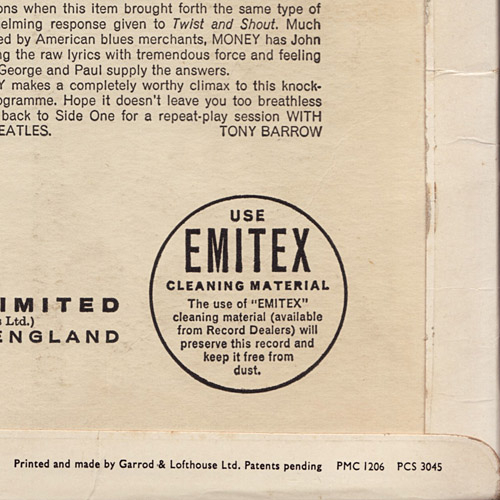 ons when this item brought forth the same type of
elming response given to Twist and Shout. Much
ed by American blues merchants, MONEY has John
ng the raw lyrics with tremendous force and feeling
George and Paul supply the answers.
Y makes a completely worthy climax to this knock-
ogramme. Hope it doesn't leave you too breathless
back to Side One for a repeat-play session WITH
EATLES. TONY BARROW
USE
EMITEX
CLEANING MATERIAL
The use of "EMITEX"
cleaning material (available
from Record Dealers) will
preserve this record and
keep it free from
dust.
IMITED
s Ltd.)
ENGLAND
Printed and made by Garrod & Lofthouse Ltd. Patents pending PMC 1206 PCS 3045